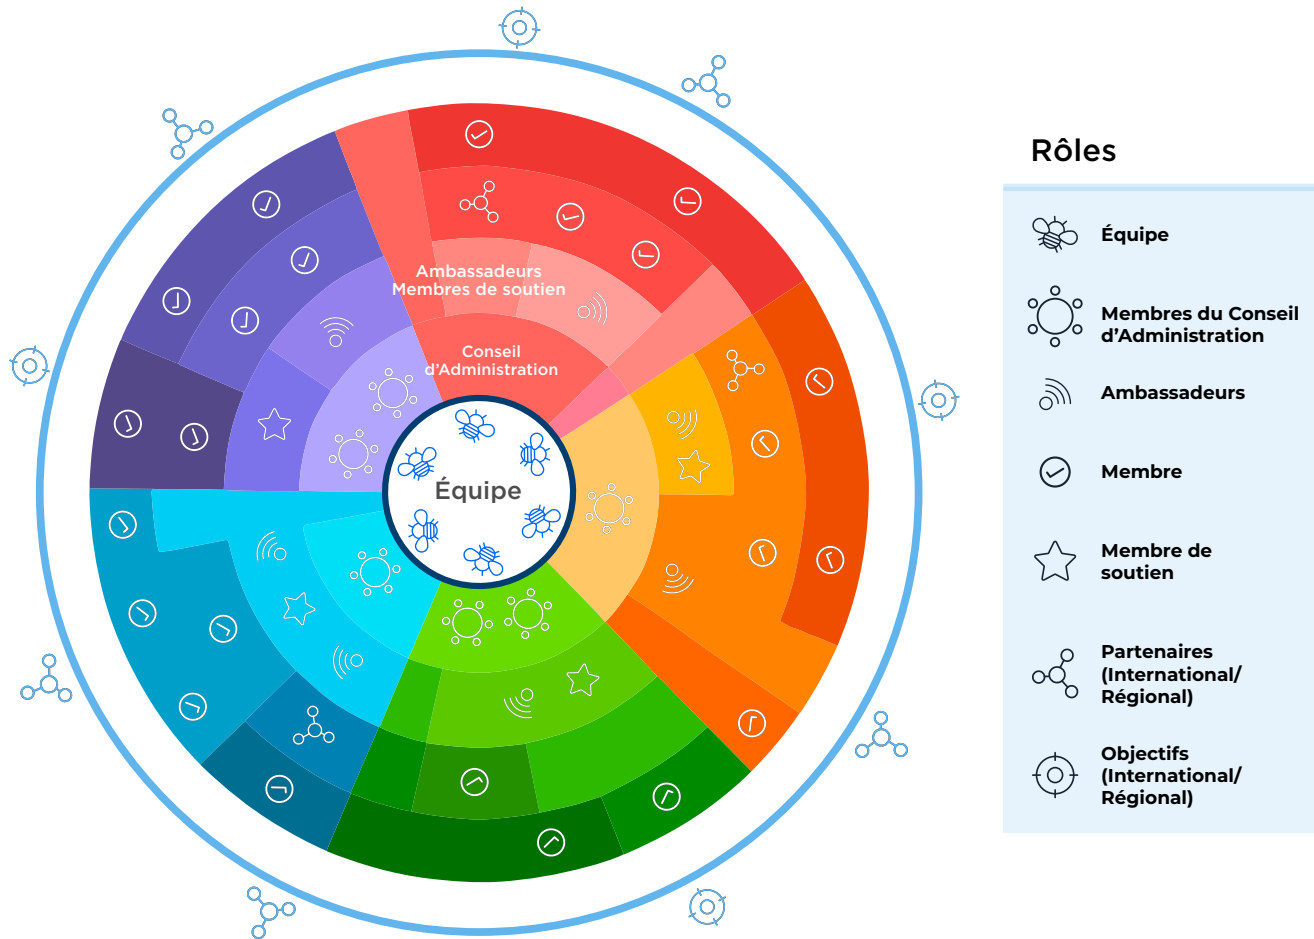 Ambassadeurs
Membres de soutien
Conseil
d’Administration
Équipe
Rôles
Équipe
Membres du Conseil
d’Administration
Ambassadeurs
Membre
Membre de
soutien
Partenaires
(International/
Régional)
Objectifs
(International/
Régional)